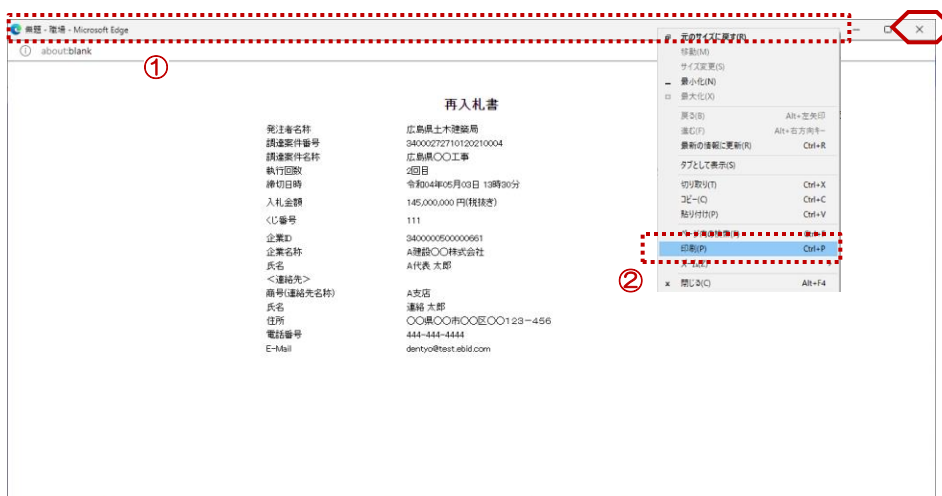 無題 - 職場 - Microsoft Edge
about:blank
①
再入札書
発注者名称 広島県土木建築局
調達案件番号 34000272710120210004
調達案件名称 広島県〇〇工事
執行回数 2回目
締切日時 令和04年05月03日 13時30分
入札金額 145,000,000 円(税抜き)
くじ番号 111
企業ID 3400000500000661
企業名称 A建設〇〇株式会社
氏名 A代表 太郎
<連絡先>
商号(連絡先名称) A支店
氏名 連絡 太郎
住所 〇〇県〇〇市〇〇区〇〇123-456
電話番号 444-444-4444
E-Mail dentyo@test.ebid.com
元のサイズに戻す(R)
移動(M)
サイズ変更(S)
最小化(N)
最大化(X)
戻る(B) Alt+左矢印
進む(F) Alt+右方向キー
最新の情報に更新(R) Ctrl+R
タブとして表示(S)
切り取り(T) Ctrl+X
コピー(C) Ctrl+C
貼り付け(P) Ctrl+V
印刷(P) Ctrl+P
②
閉じる(C) Alt+F4